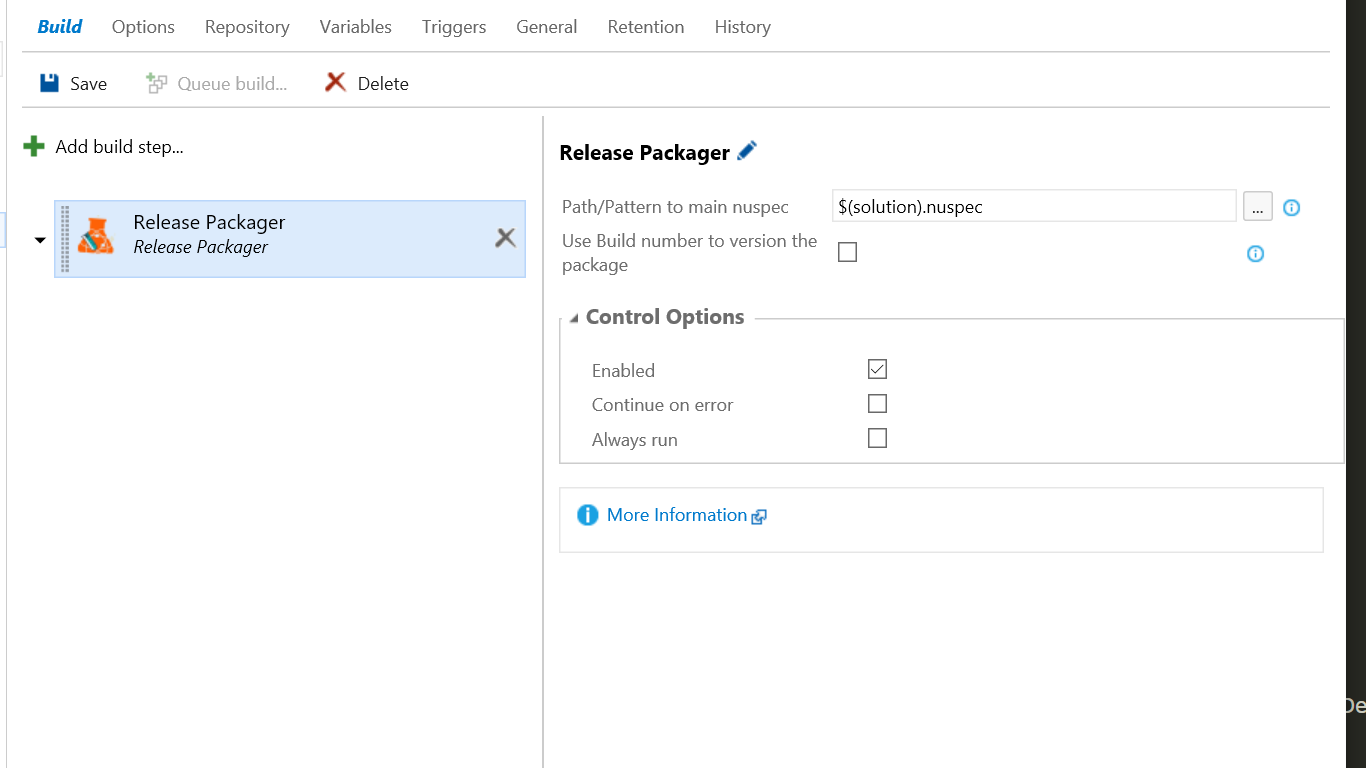 Build Options Repository Variables Triggers General Retention History
Save Queue build... Delete
Add build step...
Release Packager
Release Packager
Release Packager
Path/Pattern to main nuspec $(solution).nuspec ...
Use Build number to version the
package
Control Options
Enabled
Continue on error
Always run
More Information
De